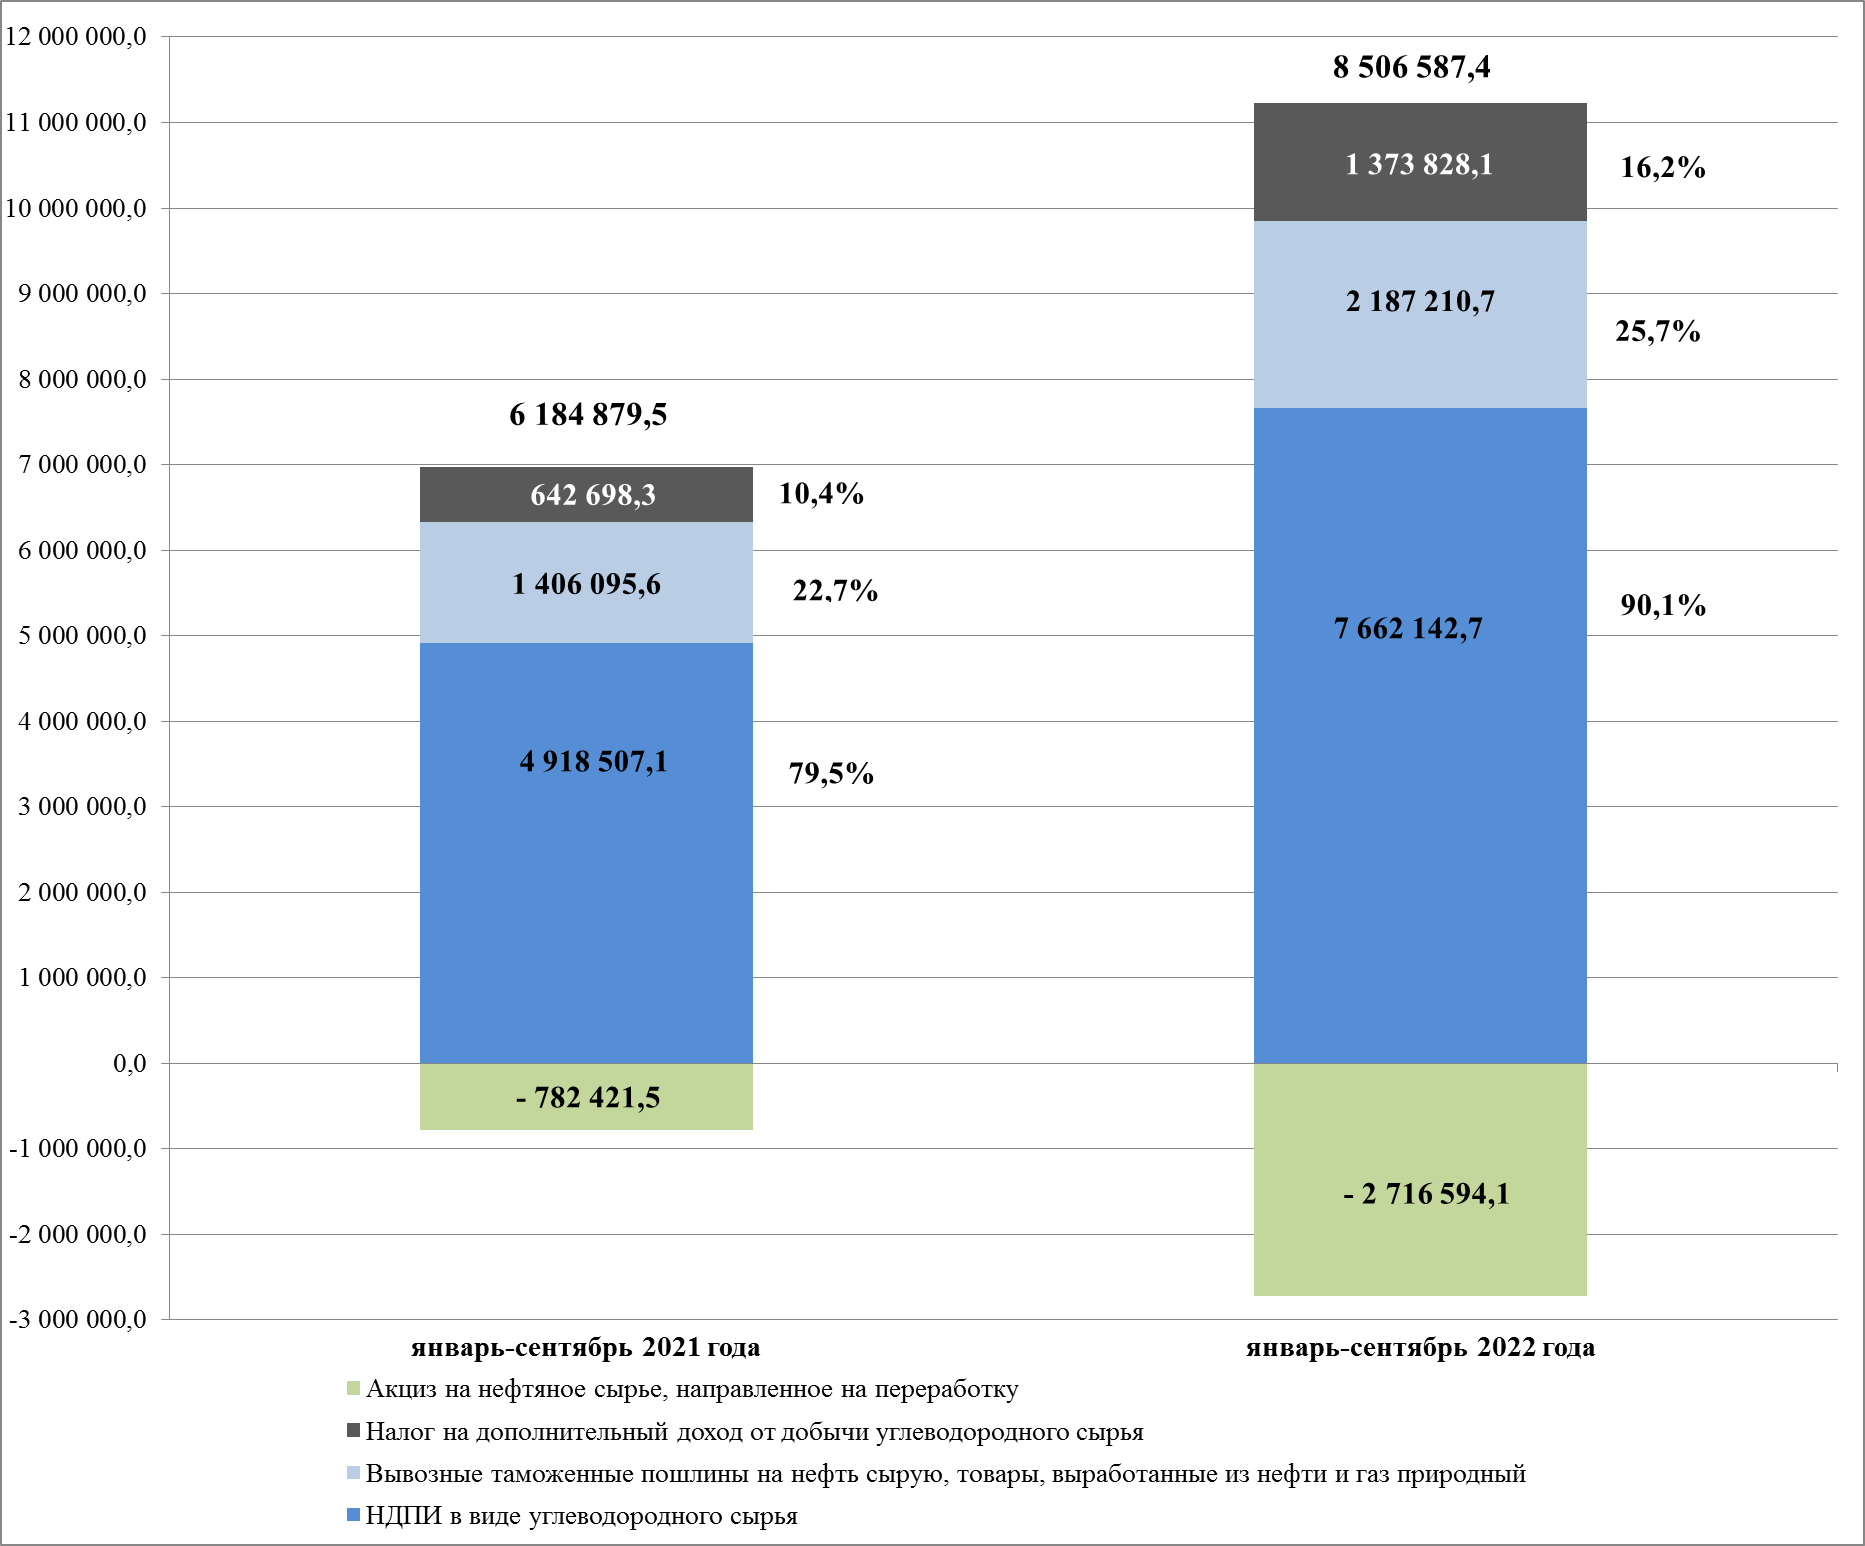 12 000 000,0
11 000 000,0
10 000 000,0
9 000 000,0
8 000 000,0
7 000 000,0
6 000 000,0
5 000 000,0
4 000 000,0
3 000 000,0
2 000 000,0
1 000 000,0
0,0
-1 000 000,0
-2 000 000,0
-3 000 000,0
6 184 879,5
642 698,3 10,4%
1 406 095,6 22,7%
4 918 507,1 79,5%
- 782 421,5
8 506 587,4
1 373 828,1 16,2%
2 187 210,7 25,7%
7 662 142,7 90,1%
- 2 716 594,1
январь-сентябрь 2021 года
январь-сентябрь 2022 года
Акциз на нефтяное сырье, направленное на переработку
Налог на дополнительный доход от добычи углеводородного сырья
Вывозные таможенные пошлины на нефть сырую, товары, выработанные из нефти и газ природный
НДПИ в виде углеводородного сырья